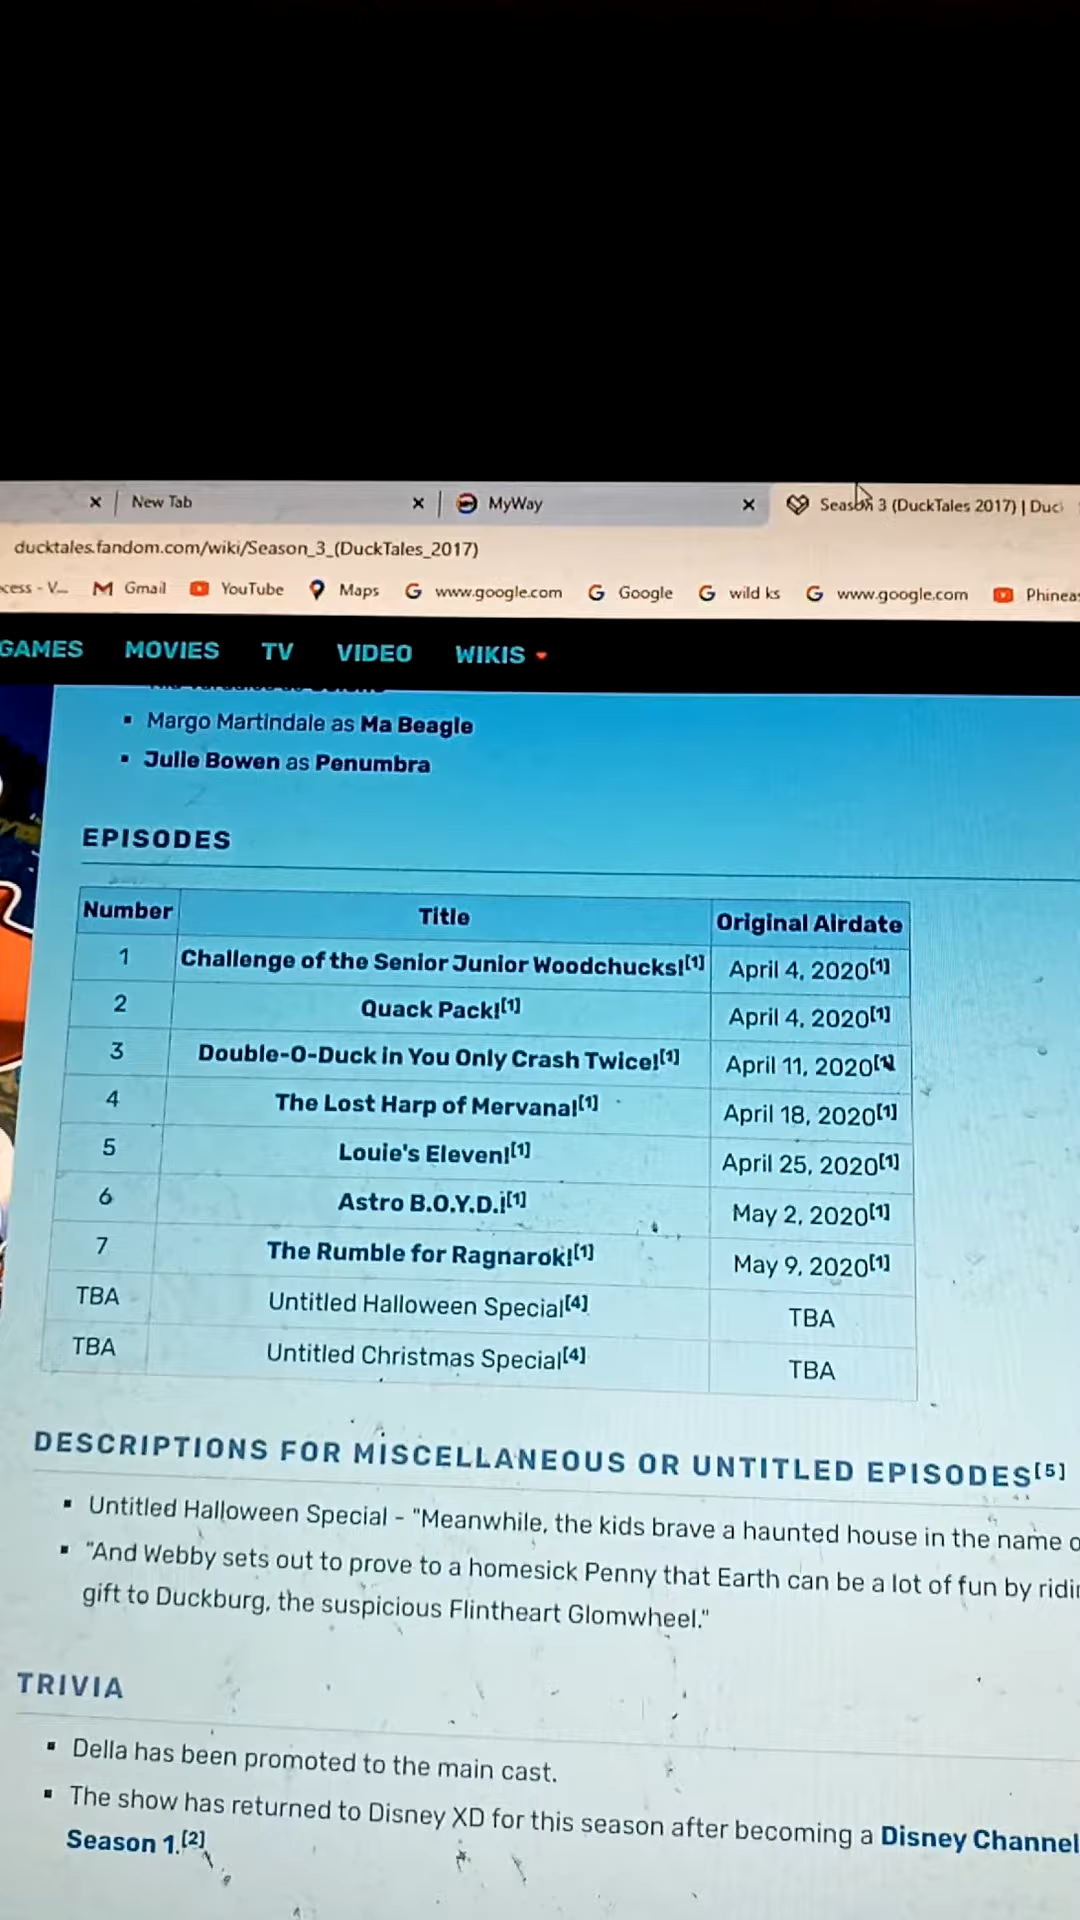 New Tab
MyWay
Season 3 (DuckTales 2017) | Duc
ducktales.fandom.com/wiki/Season_3_(DuckTales_2017)
cess - V... Gmail YouTube Maps www.google.com Google wild ks www.google.com Phineas
GAMES MOVIES TV VIDEO WIKIS
Margo Martindale as Ma Beagle
Julie Bowen as Penumbra
EPISODES
Number Title Original Airdate
1 Challenge of the Senior Junior Woodchucks![1] April 4, 2020[1]
2 Quack Pack![1] April 4, 2020[1]
3 Double-O-Duck in You Only Crash Twice![1] April 11, 2020[1]
4 The Lost Harp of Mervana![1] April 18, 2020[1]
5 Louie's Eleven![1] April 25, 2020[1]
6 Astro B.O.Y.D.![1] May 2, 2020[1]
7 The Rumble for Ragnarok![1] May 9, 2020[1]
TBA Untitled Halloween Special[4] TBA
TBA Untitled Christmas Special[4] TBA
DESCRIPTIONS FOR MISCELLANEOUS OR UNTITLED EPISODES[5]
Untitled Halloween Special - "Meanwhile, the kids brave a haunted house in the name o
"And Webby sets out to prove to a homesick Penny that Earth can be a lot of fun by ridi
gift to Duckburg, the suspicious Flintheart Glomwheel."
TRIVIA
Della has been promoted to the main cast.
The show has returned to Disney XD for this season after becoming a Disney Channel
Season 1.[2]